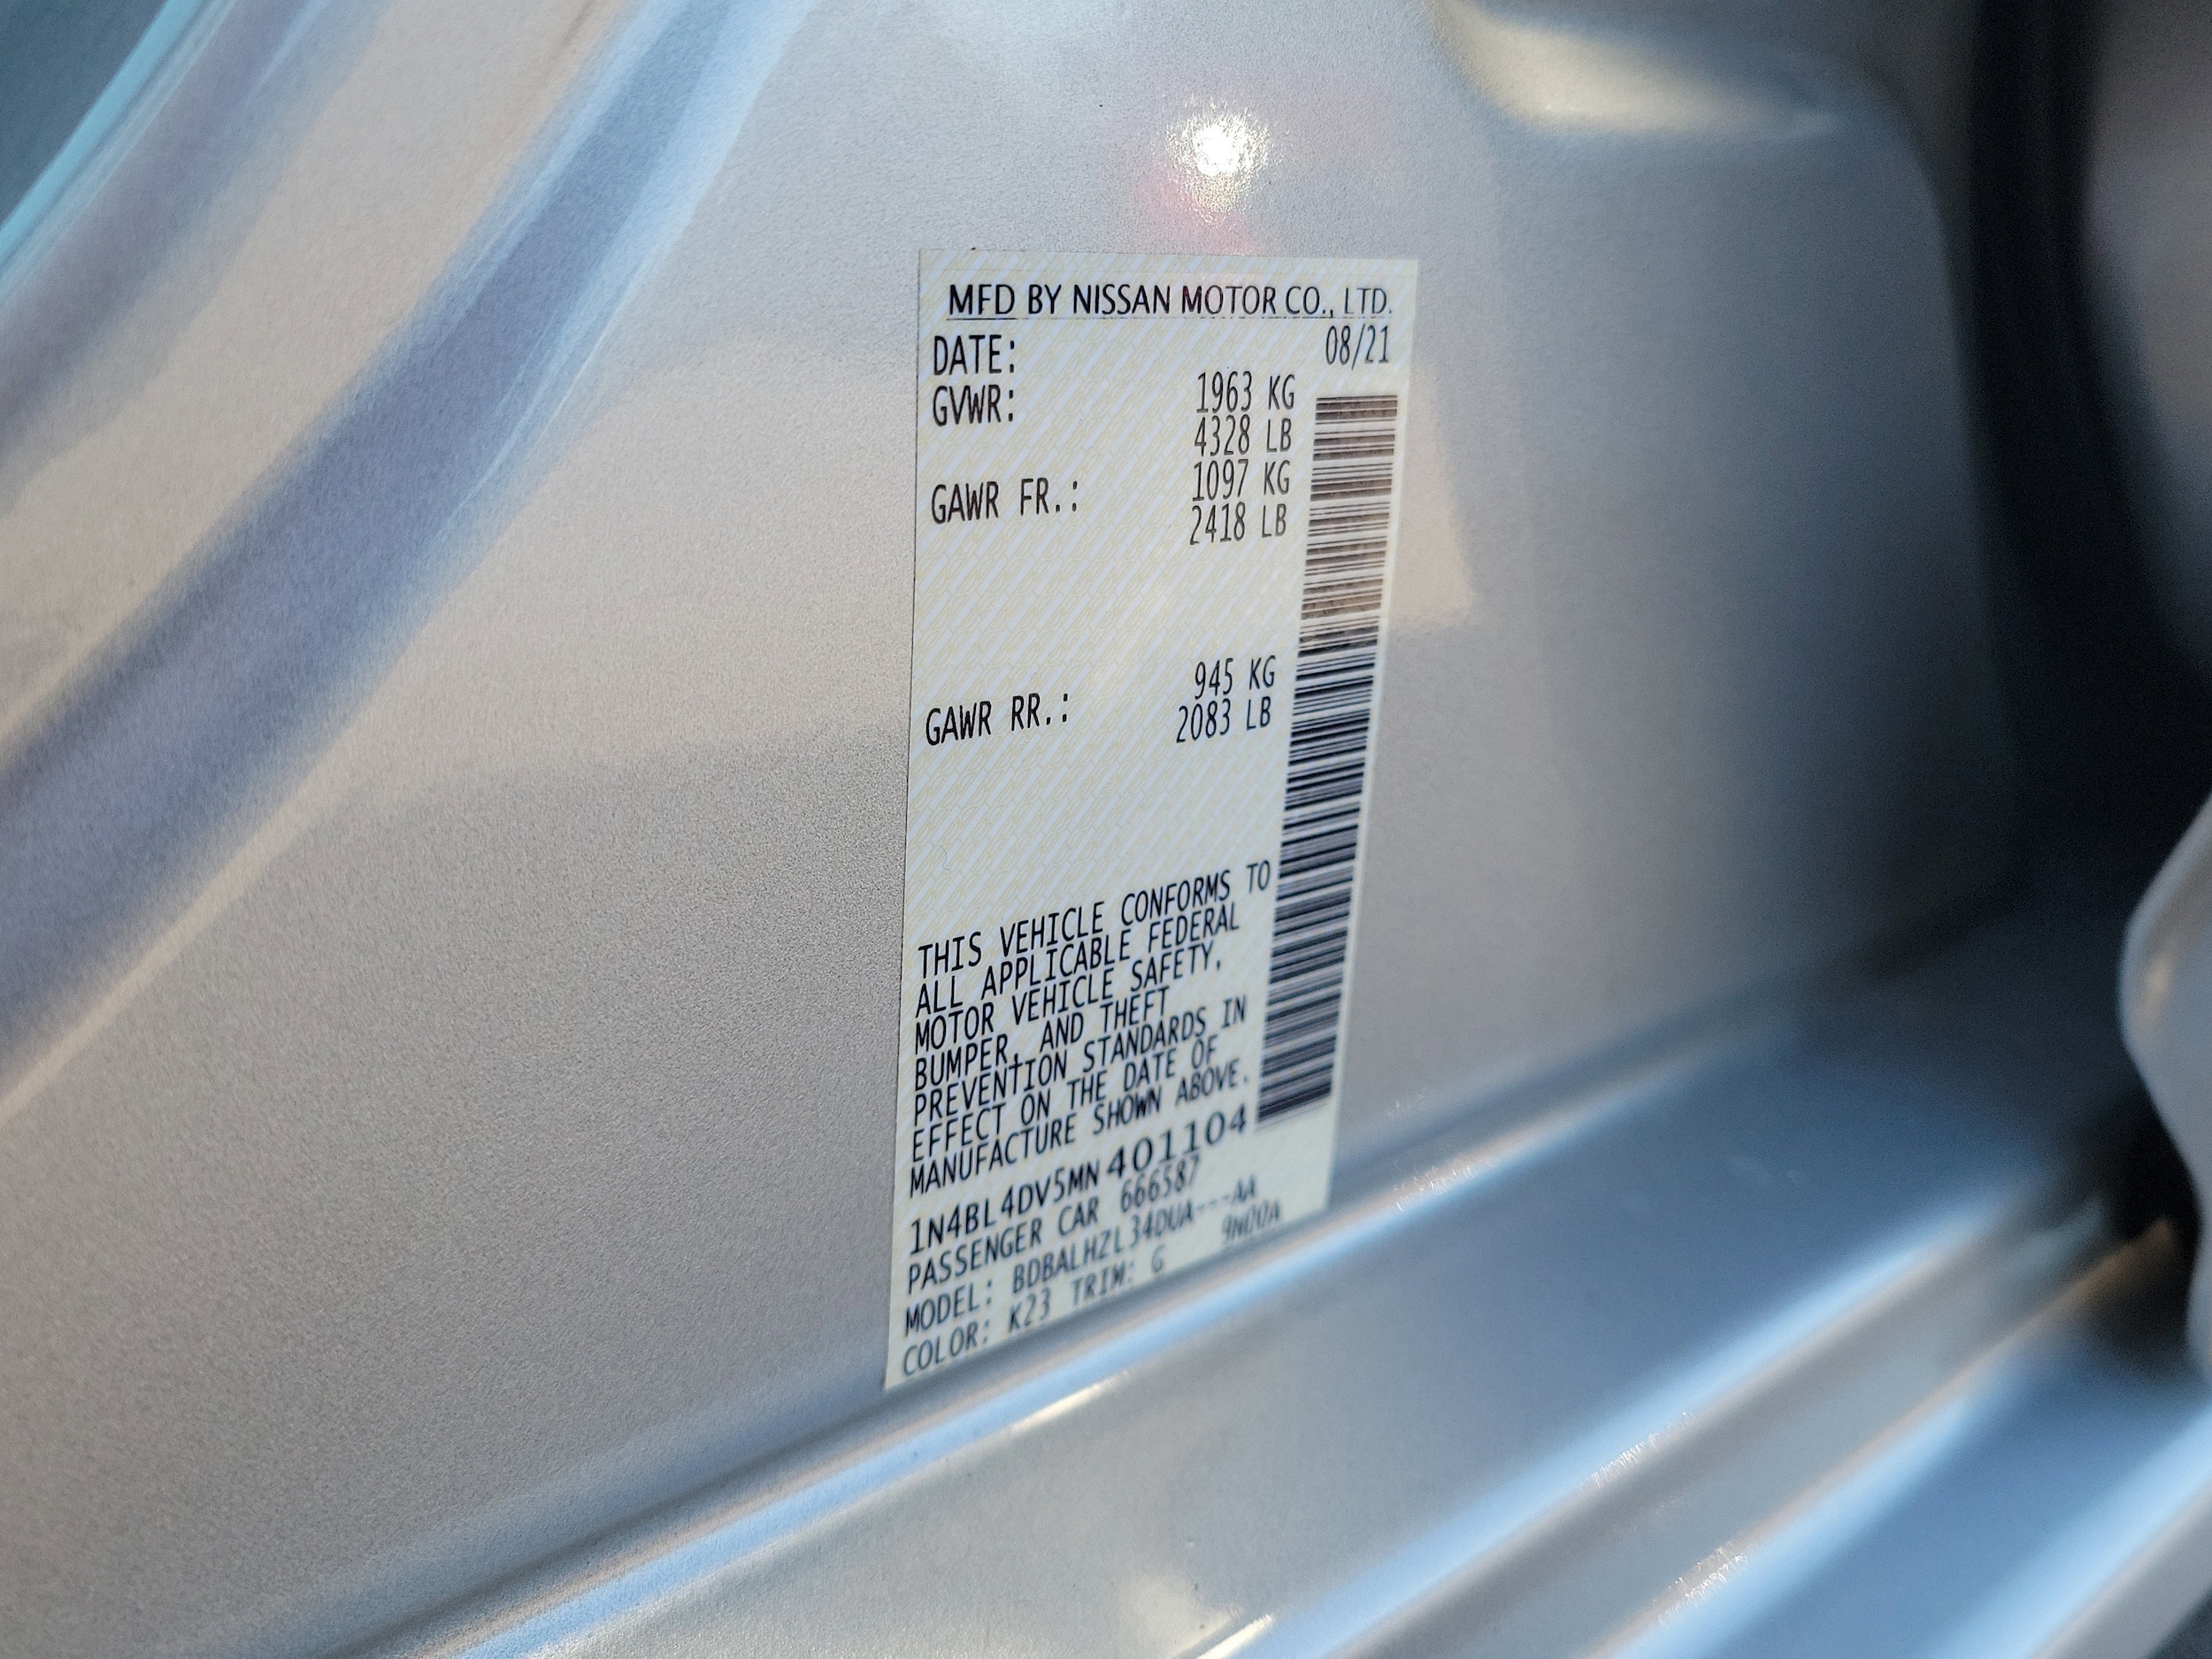 MFD BY NISSAN MOTOR CO., LTD.
DATE: 08/21
GVWR: 1963 KG
4328 LB
GAWR FR.: 1097 KG
2418 LB
GAWR RR.: 945 KG
2083 LB
THIS VEHICLE CONFORMS TO
ALL APPLICABLE FEDERAL
MOTOR VEHICLE SAFETY,
BUMPER, AND THEFT
PREVENTION STANDARDS IN
EFFECT ON THE DATE OF
MANUFACTURE SHOWN ABOVE.
1N4BL4DV5MN401104
PASSENGER CAR 666587
MODEL: BDBALHZL34DUA---AA
COLOR: K23 TRIM: G 9N00A